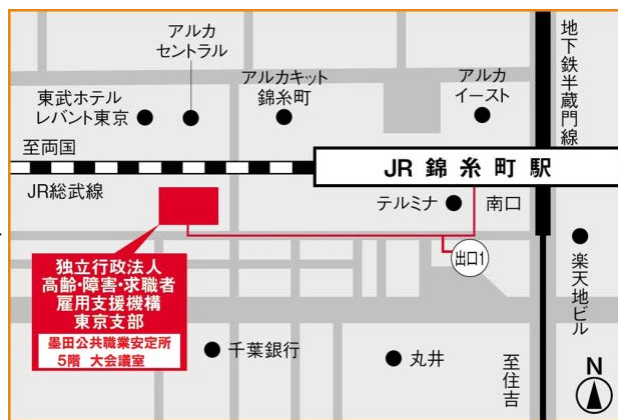 アルカ
セントラル
東武ホテル
レバント東京
アルカキット
錦糸町
アルカ
イースト
地下鉄半蔵門線
至両国
JR総武線
JR錦糸町駅
テルミナ
南口
出口1
独立行政法人
高齢・障害・求職者
雇用支援機構
東京支部
墨田公共職業安定所
5階 大会議室
楽天地ビル
千葉銀行
丸井
至住吉
N